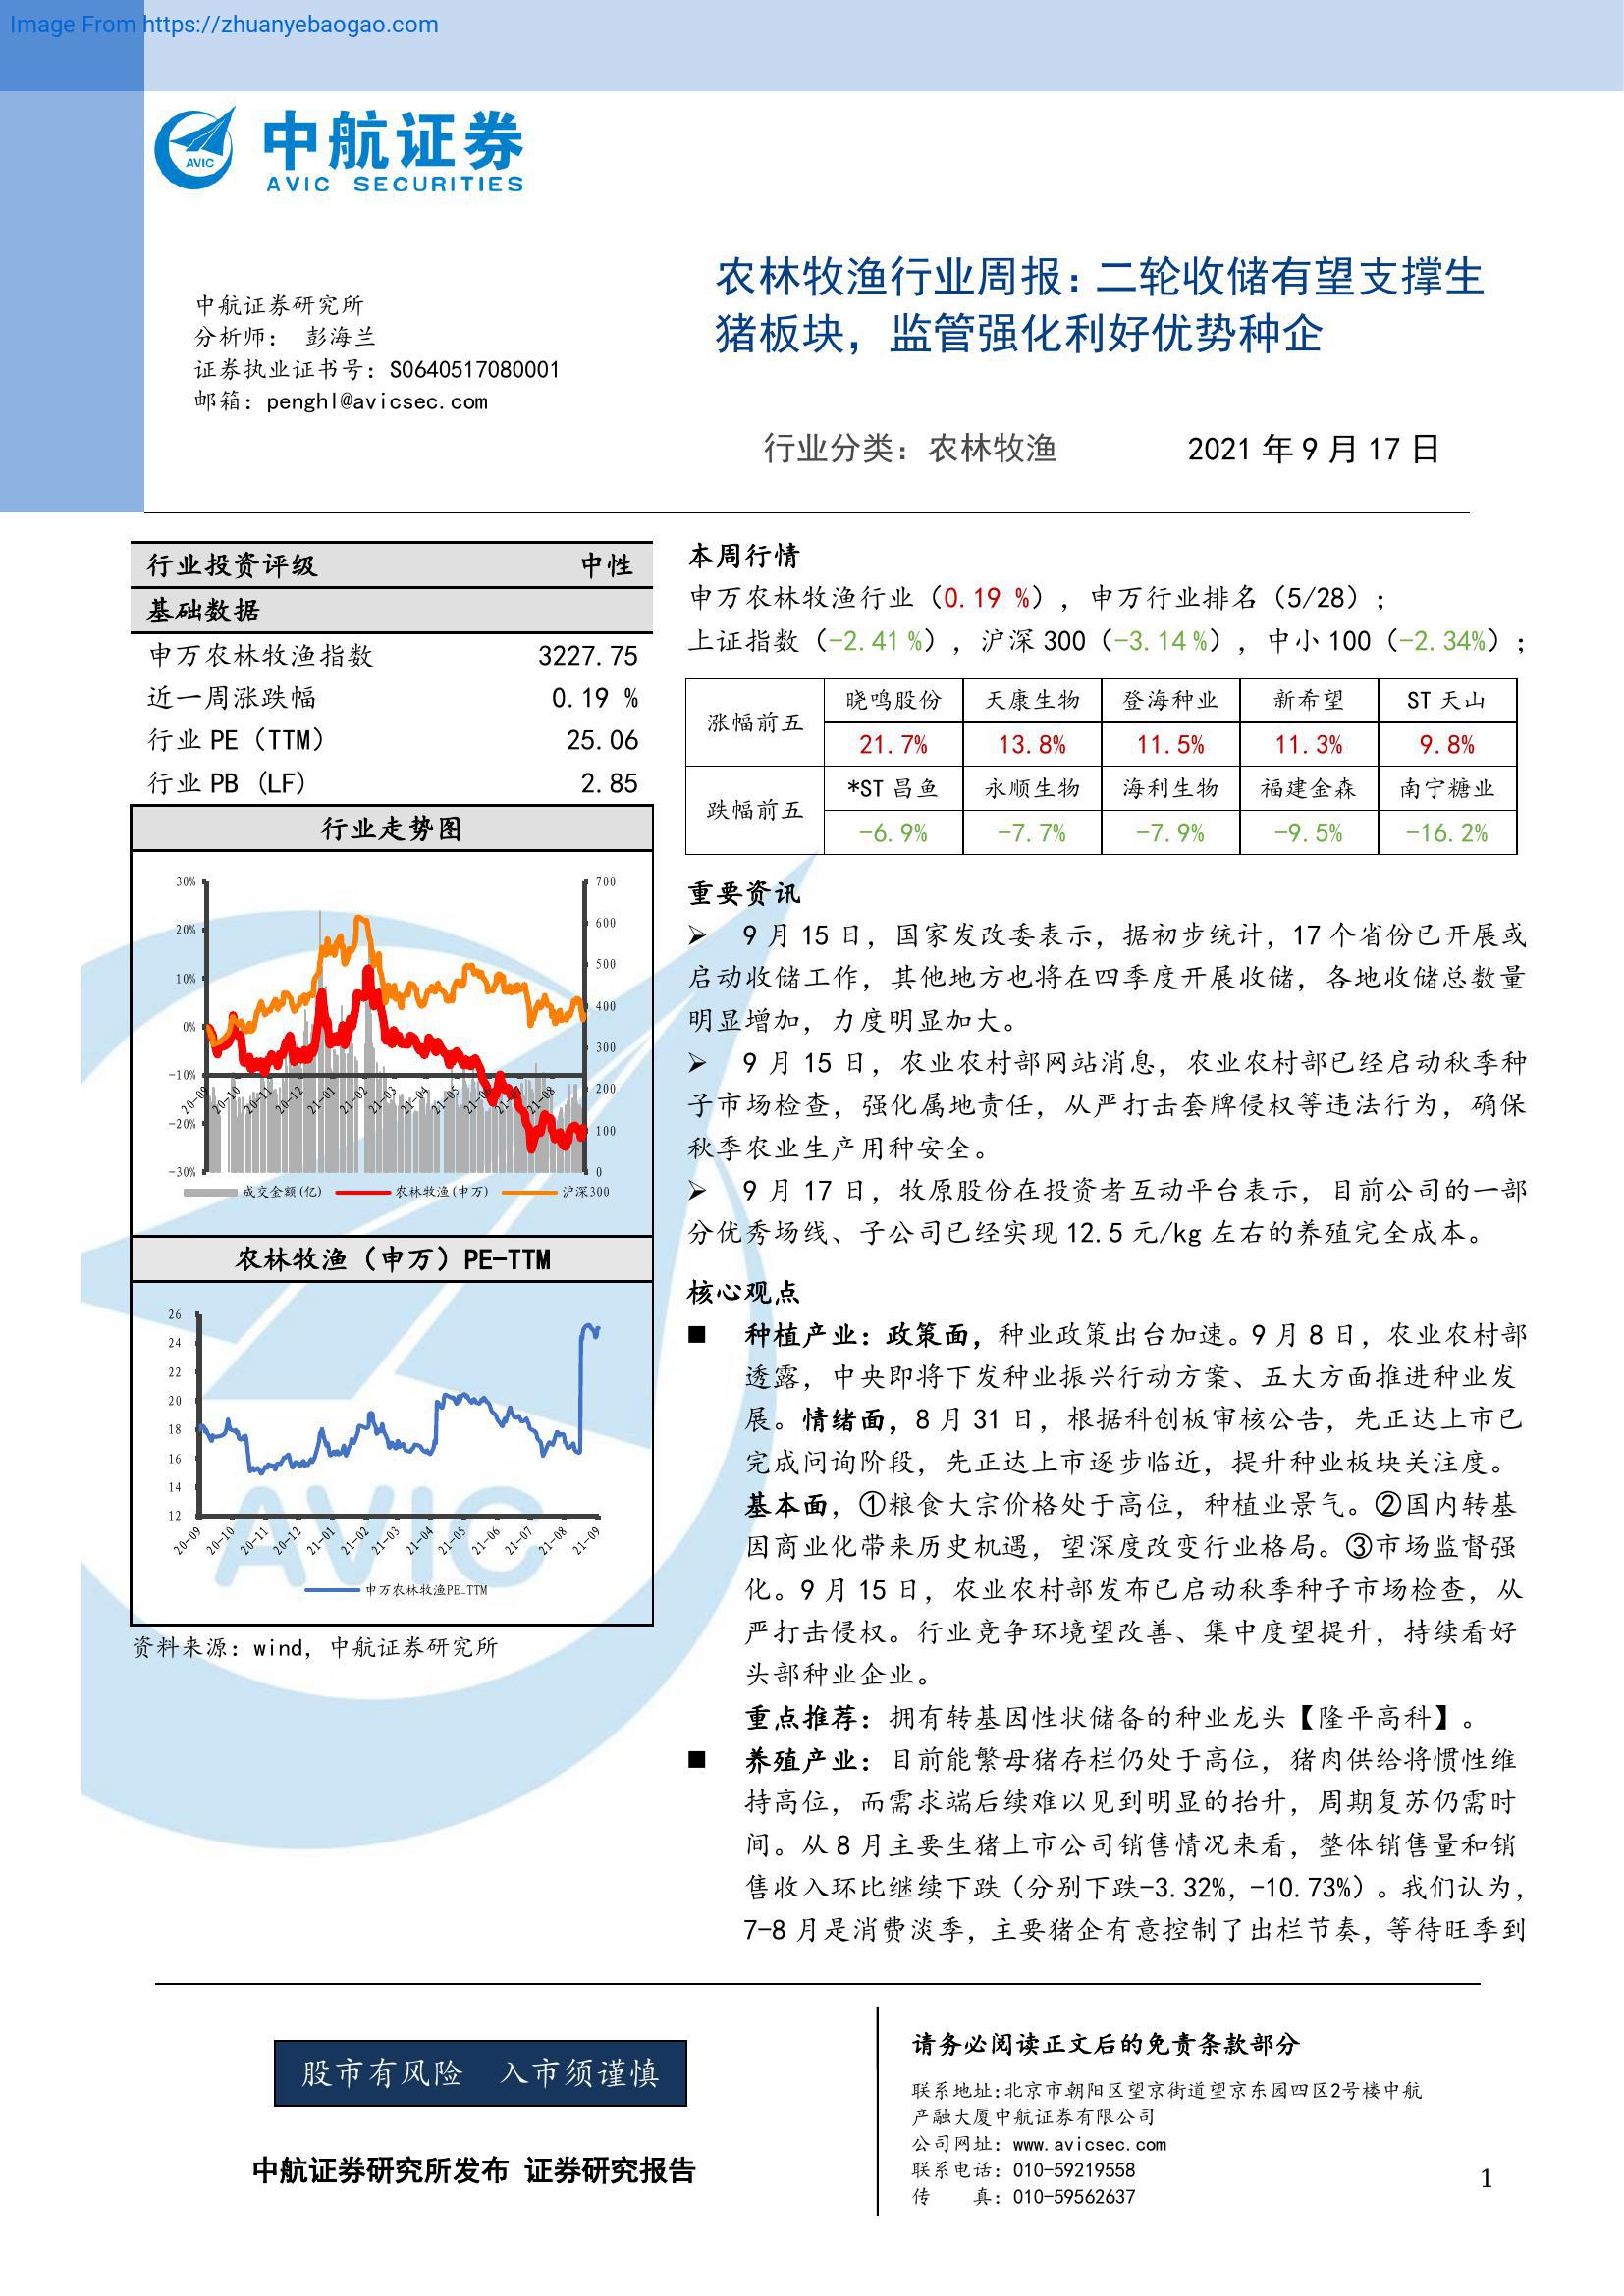 Image From https://zhuanyebaogao.com
AVIC
中航证券
AVIC SECURITIES
中航证券研究所
分析师： 彭海兰
证券执业证书号：S0640517080001
邮箱：penghl@avicsec.com
农林牧渔行业周报：二轮收储有望支撑生
猪板块，监管强化利好优势种企
行业分类：农林牧渔 2021 年 9 月 17 日
行业投资评级 中性
基础数据
申万农林牧渔指数 3227.75
近一周涨跌幅 0.19 %
行业 PE（TTM） 25.06
行业 PB (LF) 2.85
行业走势图
30%
20%
10%
0%
-10%
-20%
-30%
700
600
500
400
300
200
100
0
20-09 20-10 20-11 20-12 21-01 21-02 21-03 21-04 21-05 21-06 21-07 21-08
成交金额(亿) 农林牧渔(申万) 沪深300
农林牧渔（申万）PE-TTM
26
24
22
20
18
16
14
12
20-09 20-10 20-11 20-12 21-01 21-02 21-03 21-04 21-05 21-06 21-07 21-08 21-09
申万农林牧渔PE_TTM
AVIC
资料来源：wind, 中航证券研究所
本周行情
申万农林牧渔行业（0.19 %），申万行业排名（5/28）；
上证指数（-2.41 %），沪深 300（-3.14 %），中小 100（-2.34%）；
涨幅前五 晓鸣股份 天康生物 登海种业 新希望 ST 天山
21.7% 13.8% 11.5% 11.3% 9.8%
跌幅前五 *ST 昌鱼 永顺生物 海利生物 福建金森 南宁糖业
-6.9% -7.7% -7.9% -9.5% -16.2%
重要资讯
➢ 9 月 15 日，国家发改委表示，据初步统计，17 个省份已开展或
启动收储工作，其他地方也将在四季度开展收储，各地收储总数量
明显增加，力度明显加大。
➢ 9 月 15 日，农业农村部网站消息，农业农村部已经启动秋季种
子市场检查，强化属地责任，从严打击套牌侵权等违法行为，确保
秋季农业生产用种安全。
➢ 9 月 17 日，牧原股份在投资者互动平台表示，目前公司的一部
分优秀场线、子公司已经实现 12.5 元/kg 左右的养殖完全成本。
核心观点
■ 种植产业：政策面，种业政策出台加速。9 月 8 日，农业农村部
透露，中央即将下发种业振兴行动方案、五大方面推进种业发
展。情绪面，8 月 31 日，根据科创板审核公告，先正达上市已
完成问询阶段，先正达上市逐步临近，提升种业板块关注度。
基本面，①粮食大宗价格处于高位，种植业景气。②国内转基
因商业化带来历史机遇，望深度改变行业格局。③市场监督强
化。9 月 15 日，农业农村部发布已启动秋季种子市场检查，从
严打击侵权。行业竞争环境望改善、集中度望提升，持续看好
头部种业企业。
重点推荐：拥有转基因性状储备的种业龙头【隆平高科】。
■ 养殖产业：目前能繁母猪存栏仍处于高位，猪肉供给将惯性维
持高位，而需求端后续难以见到明显的抬升，周期复苏仍需时
间。从 8 月主要生猪上市公司销售情况来看，整体销售量和销
售收入环比继续下跌（分别下跌-3.32%, -10.73%）。我们认为，
7-8 月是消费淡季，主要猪企有意控制了出栏节奏，等待旺季到
股市有风险 入市须谨慎
中航证券研究所发布 证券研究报告
请务必阅读正文后的免责条款部分
联系地址:北京市朝阳区望京街道望京东园四区2号楼中航
产融大厦中航证券有限公司
公司网址：www.avicsec.com
联系电话：010-59219558
传 真：010-59562637
1